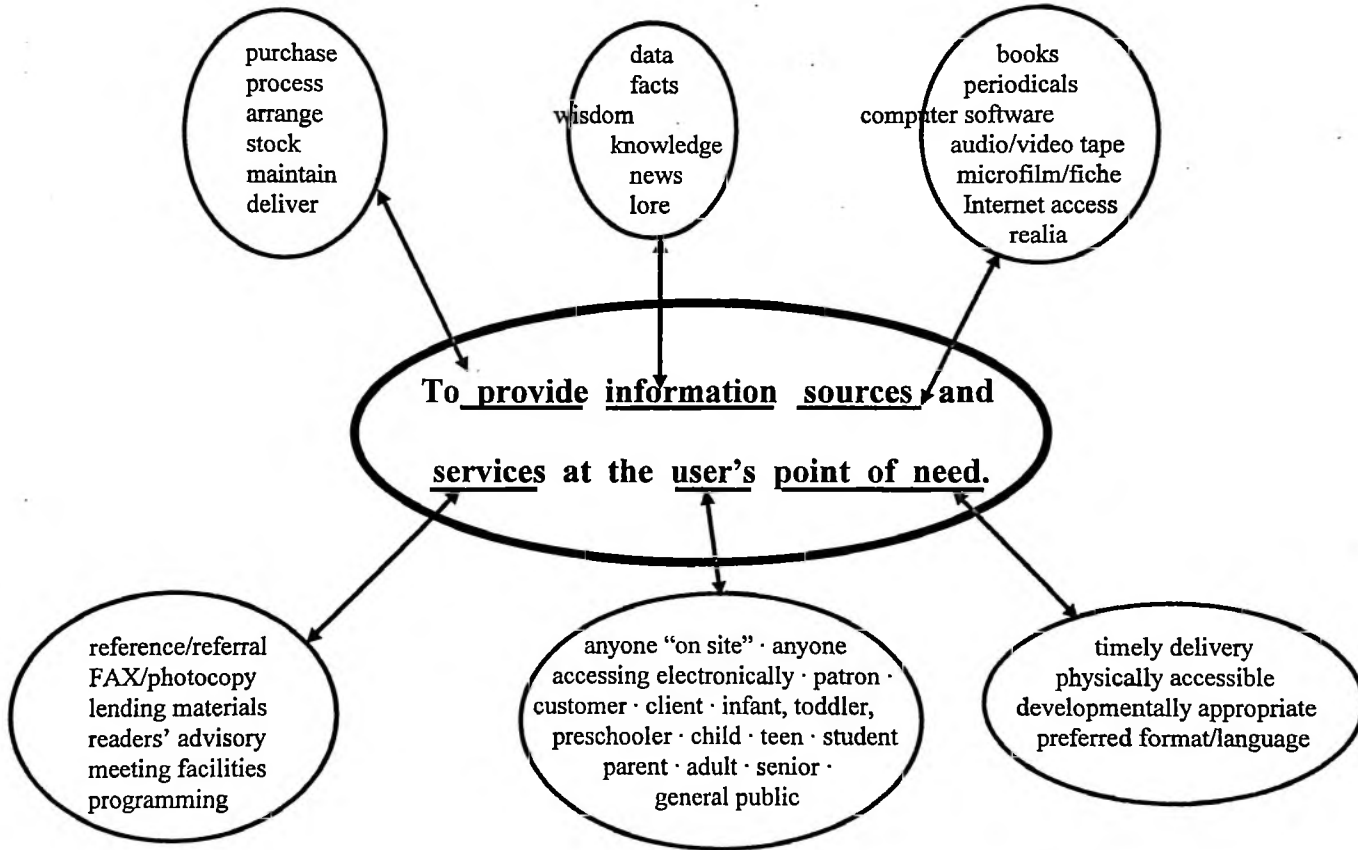 purchase
process
arrange
stock
maintain
deliver
data
facts
wisdom
knowledge
news
lore
books
periodicals
computer software
audio/video tape
microfilm/fiche
Internet access
realia
To provide information sources and
services at the user's point of need.
reference/referral
FAX/photocopy
lending materials
readers' advisory
meeting facilities
programming
anyone “on site” · anyone
accessing electronically · patron ·
customer · client · infant, toddler,
preschooler · child · teen · student
parent · adult · senior ·
general public
timely delivery
physically accessible
developmentally appropriate
preferred format/language